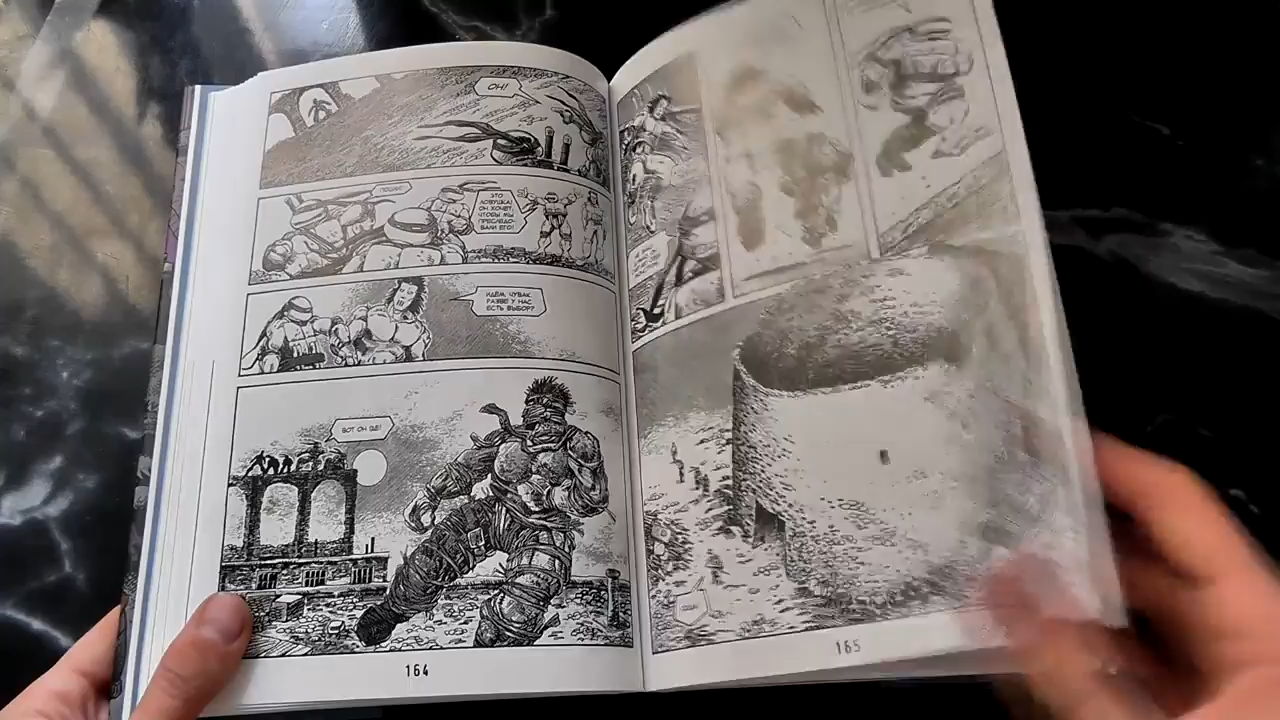 ОН!
ПОШЛИ!
ЭТО
ЛОВУШКА!
ОН ХОЧЕТ,
ЧТОБЫ МЫ
ПРЕСЛЕДО-
ВАЛИ ЕГО!
ИДЁМ, ЧУВАК.
РАЗВЕ У НАС
ЕСТЬ ВЫБОР?
ВОТ ОН ГДЕ!
164
165